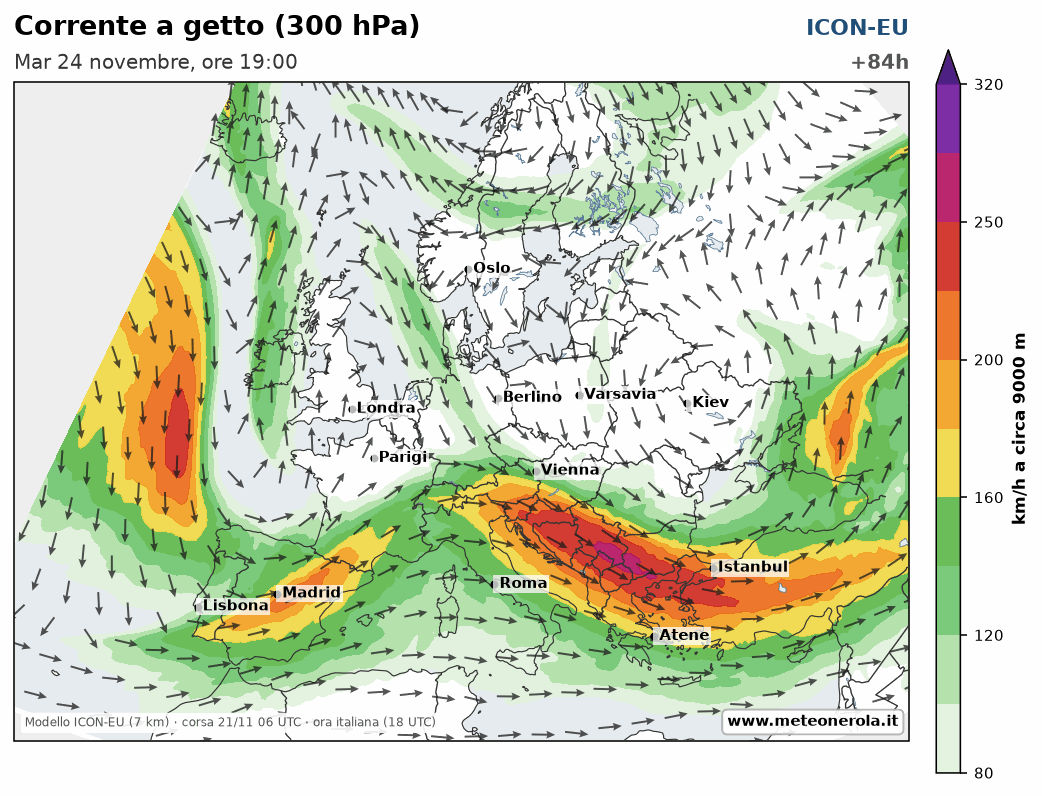 Corrente a getto (300 hPa)
ICON-EU
Mar 24 novembre, ore 19:00
+84h
320
250
200
160
120
80
km/h a circa 9000 m
Oslo
Berlino
Varsavia
Kiev
Londra
Parigi
Vienna
Istanbul
Roma
Madrid
Lisbona
Atene
Modello ICON-EU (7 km) · corsa 21/11 06 UTC · ora italiana (18 UTC)
www.meteonerola.it